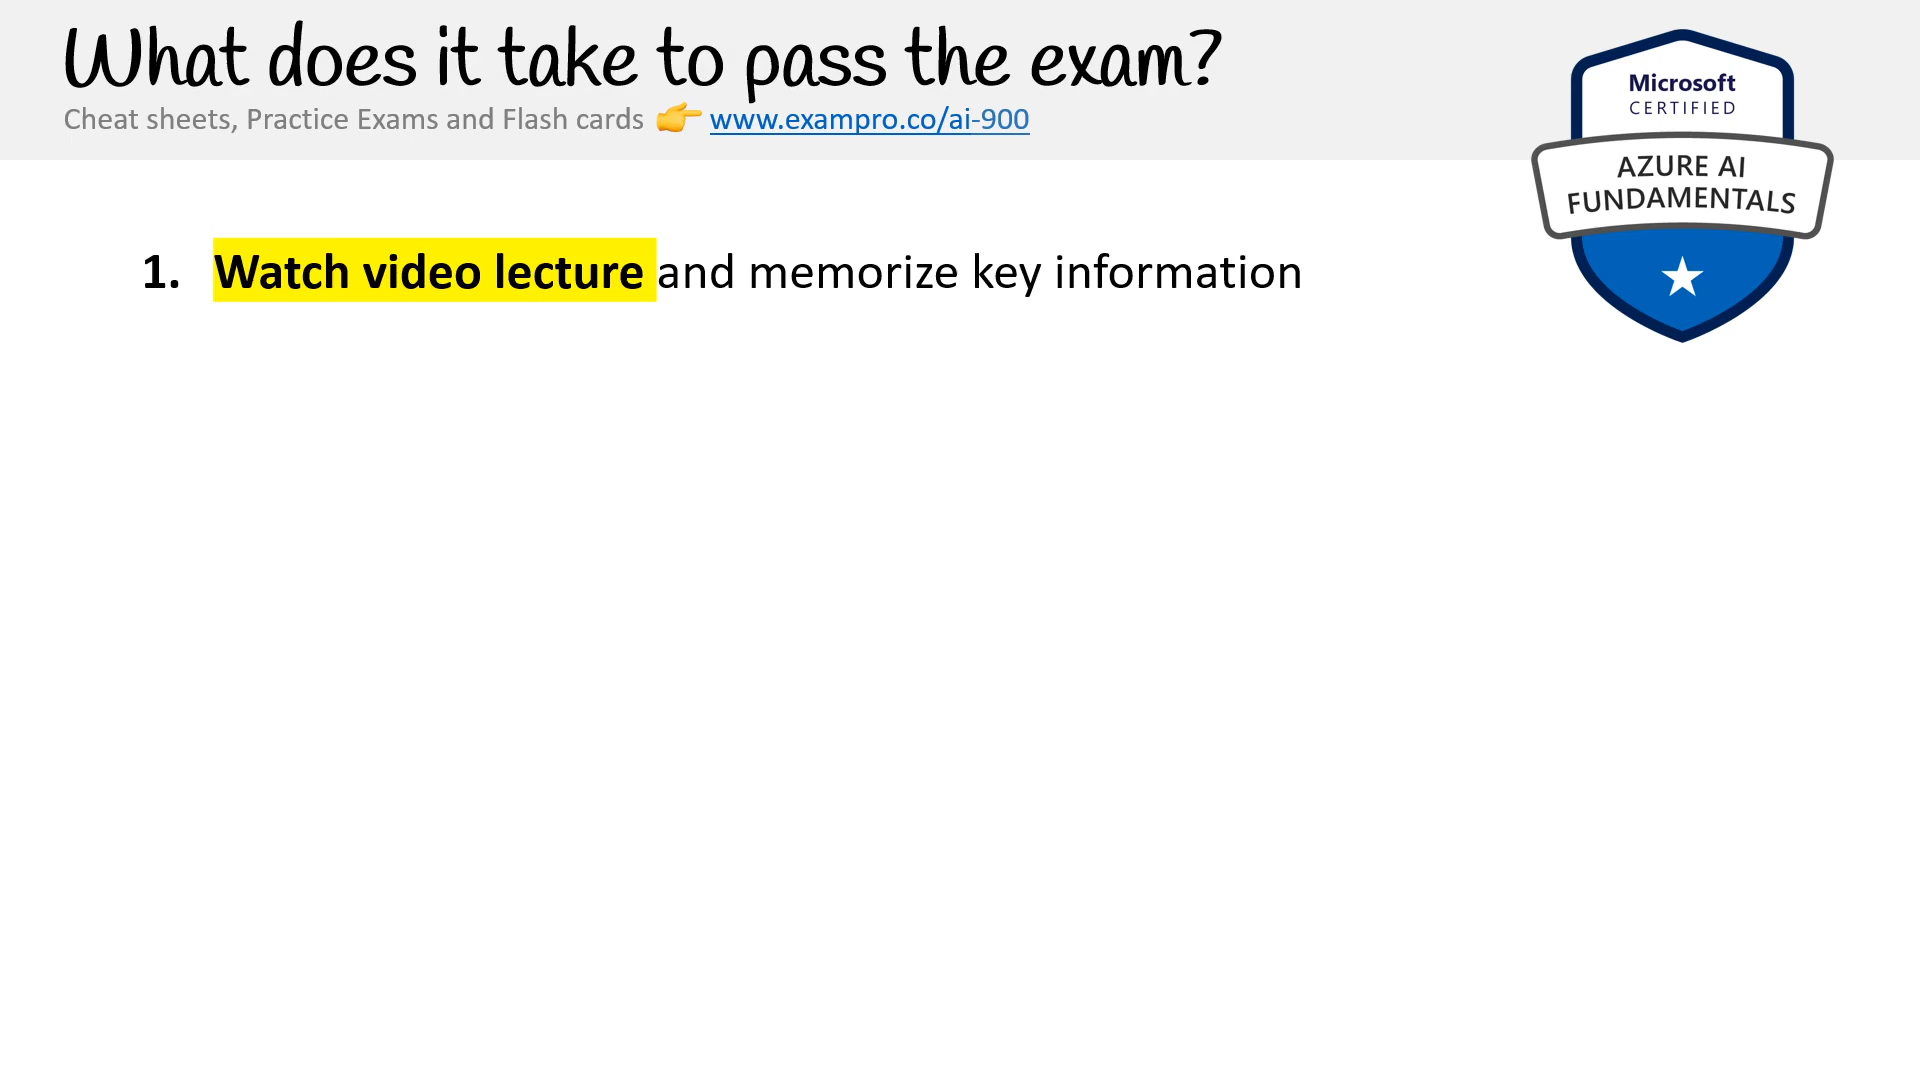 What does it take to pass the exam?
Cheat sheets, Practice Exams and Flash cards 👉 www.exampro.co/ai-900
Microsoft
CERTIFIED
AZURE AI
FUNDAMENTALS
1. Watch video lecture and memorize key information